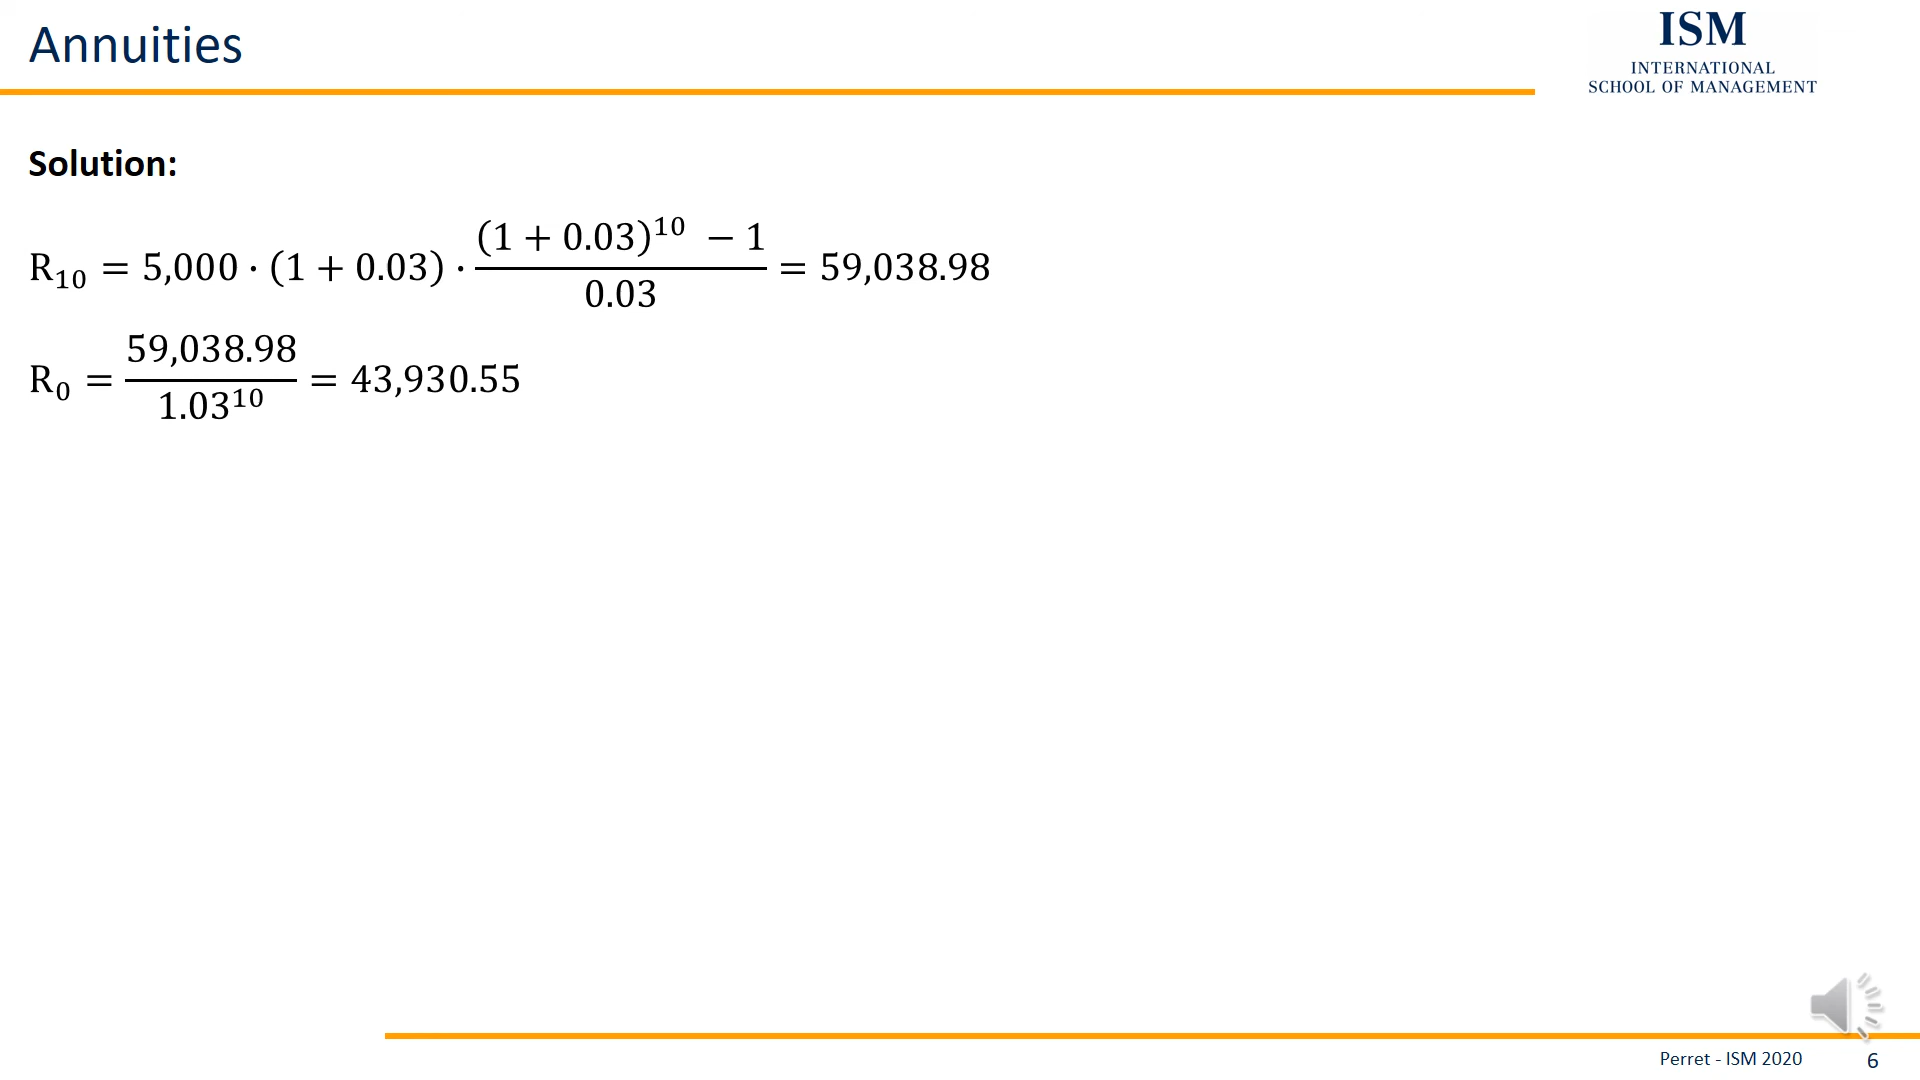 Annuities
ISM
INTERNATIONAL
SCHOOL OF MANAGEMENT
Solution:
R₁₀ = 5,000 · (1 + 0.03) · ((1 + 0.03)¹⁰ − 1) / 0.03 = 59,038.98
R₀ = 59,038.98 / 1.03¹⁰ = 43,930.55
Perret - ISM 2020
6